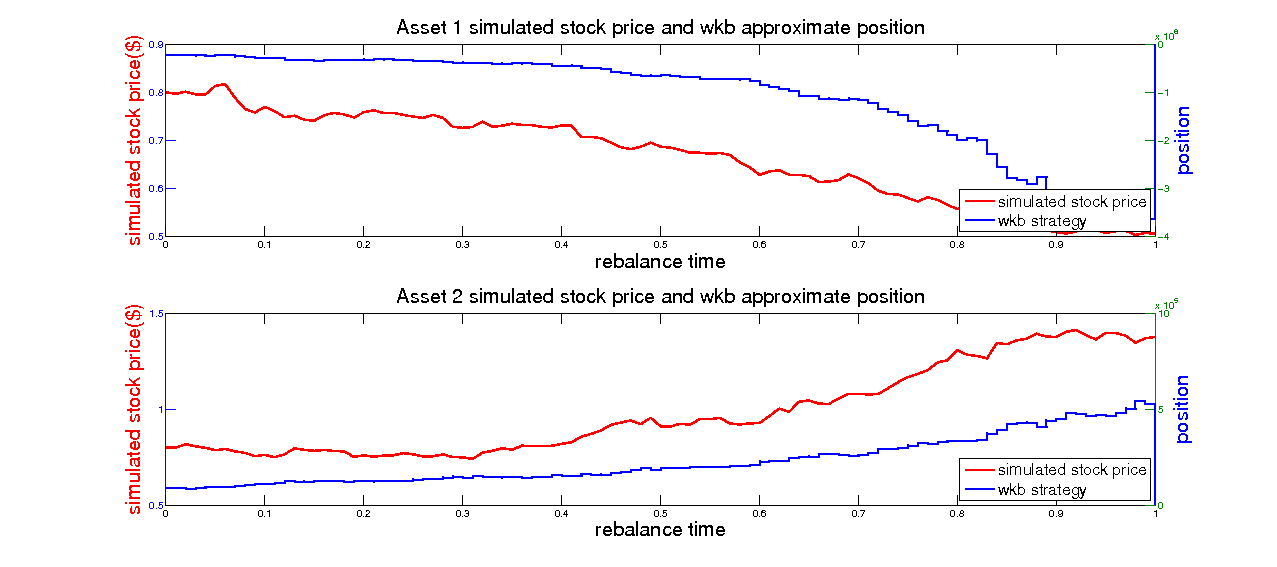 Asset 1 simulated stock price and wkb approximate position
simulated stock price($)
0.9
0.8
0.7
0.6
0.5
0 0.1 0.2 0.3 0.4 0.5 0.6 0.7 0.8 0.9 1
rebalance time
x 10
0
−1
−2
−3
−4
position
simulated stock price
wkb strategy
Asset 2 simulated stock price and wkb approximate position
simulated stock price($)
1.5
1
0.5
0 0.1 0.2 0.3 0.4 0.5 0.6 0.7 0.8 0.9 1
rebalance time
x 10
10
5
0
position
simulated stock price
wkb strategy